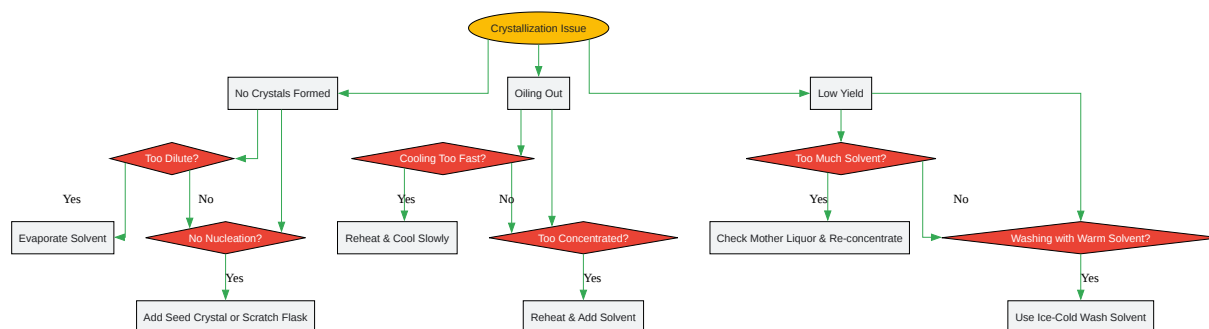 Crystallization Issue
No Crystals Formed
Oiling Out
Low Yield
Too Dilute?
Cooling Too Fast?
Too Much Solvent?
Yes
No
Yes
No
Yes
No
Evaporate Solvent
No Nucleation?
Reheat & Cool Slowly
Too Concentrated?
Check Mother Liquor & Re-concentrate
Washing with Warm Solvent?
Yes
Yes
Yes
Add Seed Crystal or Scratch Flask
Reheat & Add Solvent
Use Ice-Cold Wash Solvent